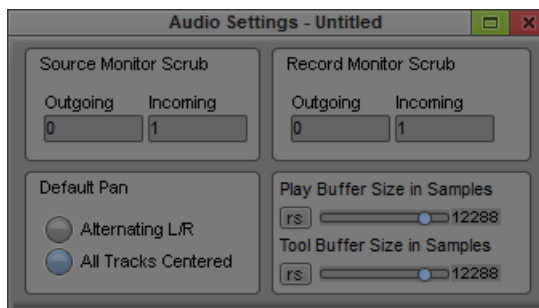 Audio Settings - Untitled
Source Monitor Scrub
Outgoing Incoming
0 1
Record Monitor Scrub
Outgoing Incoming
0 1
Default Pan
Alternating L/R
All Tracks Centered
Play Buffer Size in Samples
rs 12288
Tool Buffer Size in Samples
rs 12288